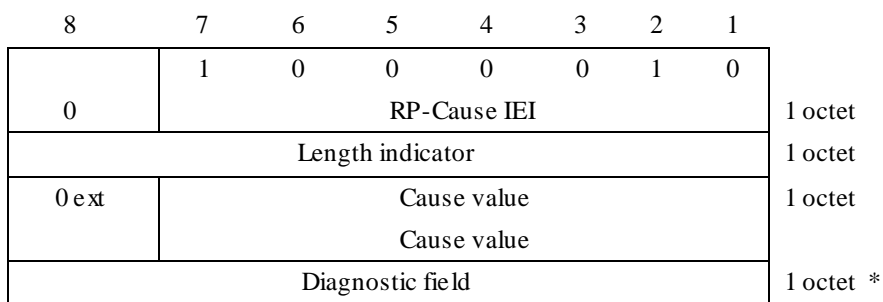 8 7 6 5 4 3 2 1
1 0 0 0 0 1 0
0 RP-Cause IEI 1 octet
Length indicator 1 octet
0 ext Cause value 1 octet
Cause value
Diagnostic field 1 octet *